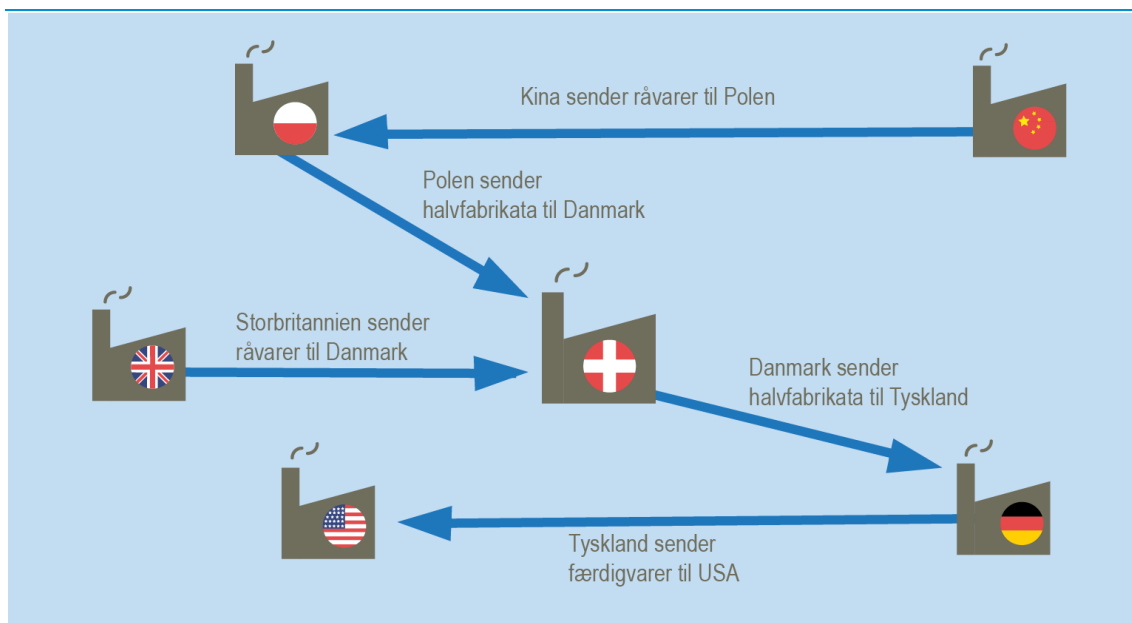 Kina sender råvarer til Polen
Polen sender
halvfabrikata til Danmark
Storbritannien sender
råvarer til Danmark
Danmark sender
halvfabrikata til Tyskland
Tyskland sender
færdigvarer til USA